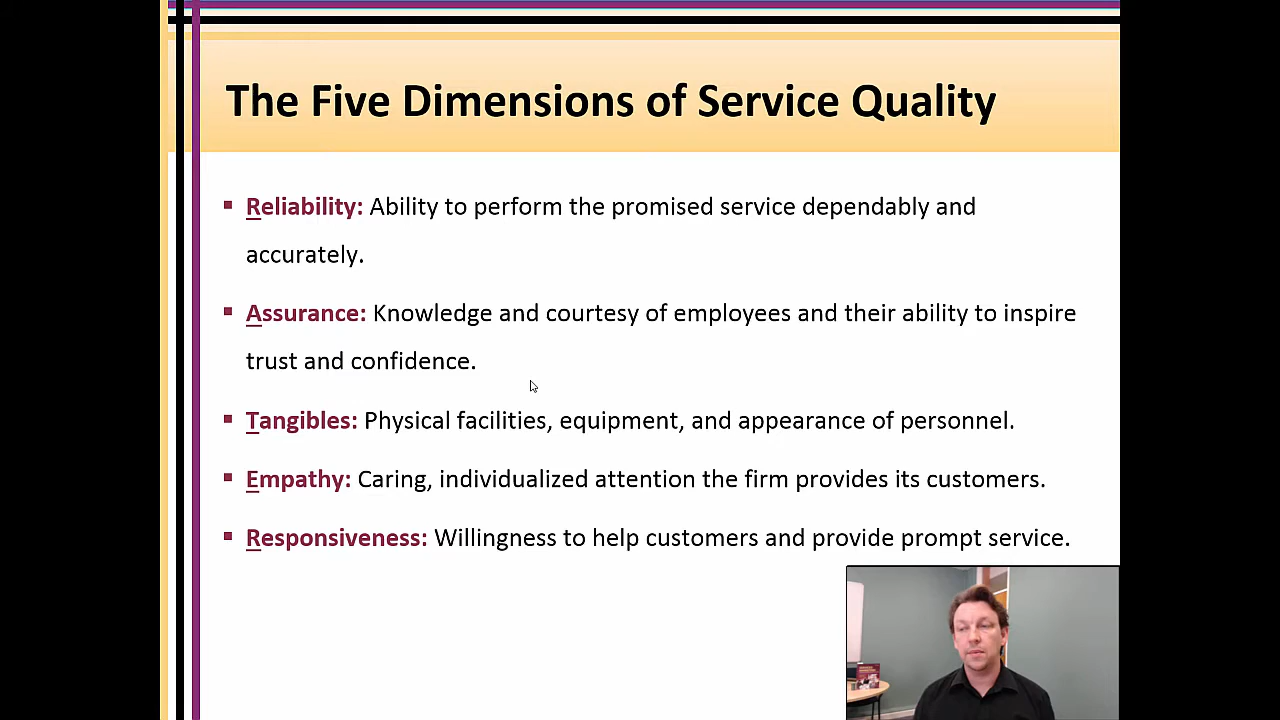 The Five Dimensions of Service Quality
Reliability: Ability to perform the promised service dependably and
accurately.
Assurance: Knowledge and courtesy of employees and their ability to inspire
trust and confidence.
Tangibles: Physical facilities, equipment, and appearance of personnel.
Empathy: Caring, individualized attention the firm provides its customers.
Responsiveness: Willingness to help customers and provide prompt service.